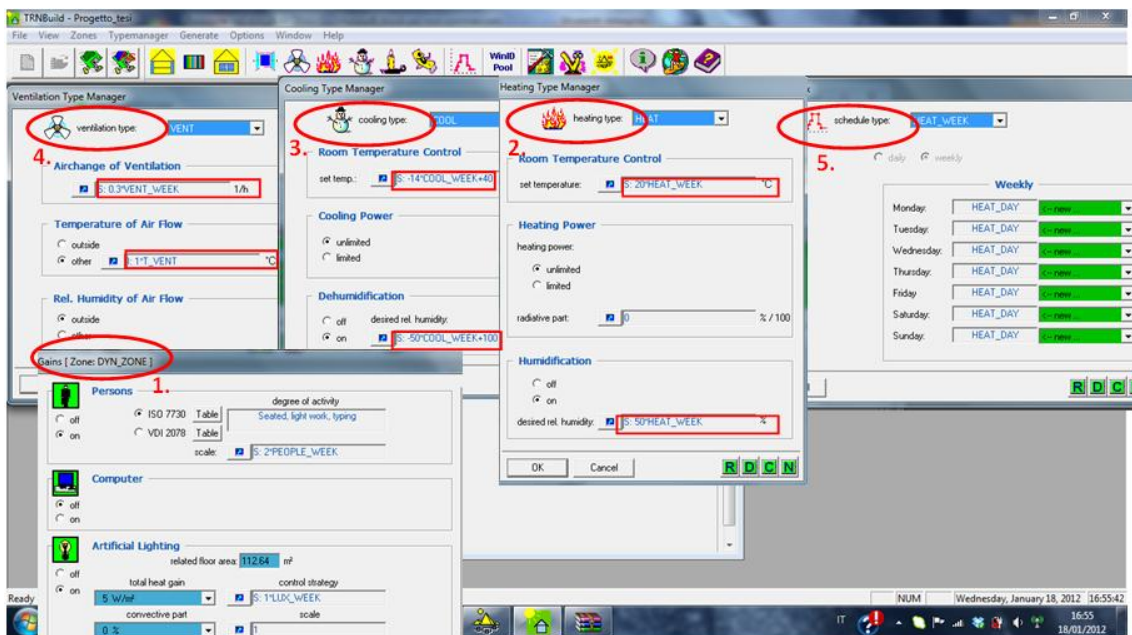 TRNBuild - Progetto_tesi
File View Zones Typemanager Generate Options Window Help
WinID Pool
Ventilation Type Manager
ventilation type: VENT
4.
Airchange of Ventilation
S: 0.3*VENT_WEEK 1/h
Temperature of Air Flow
outside
other I: 1*T_VENT °C
Rel. Humidity of Air Flow
outside
other
Cooling Type Manager
cooling type: COOL
3.
Room Temperature Control
set temp.: S: -14*COOL_WEEK+40
Cooling Power
unlimited
limited
Dehumidification
off desired rel. humidity:
on S: -50*COOL_WEEK+100
Heating Type Manager
heating type: HEAT
2.
Room Temperature Control
set temperature: S: 20*HEAT_WEEK °C
Heating Power
heating power:
unlimited
limited
radiative part: 0 % / 100
Humidification
off
on
desired rel. humidity: S: 50*HEAT_WEEK %
OK Cancel R D C N
schedule type: HEAT_WEEK
5.
daily weekly
Weekly
Monday: HEAT_DAY <-- new ...
Tuesday: HEAT_DAY <-- new ...
Wednesday: HEAT_DAY <-- new ...
Thursday: HEAT_DAY <-- new ...
Friday HEAT_DAY <-- new ...
Saturday: HEAT_DAY <-- new ...
Sunday: HEAT_DAY <-- new ...
R D C
Gains [ Zone: DYN_ZONE ]
1.
Persons
off ISO 7730 Table degree of activity
Seated, light work, typing
on VDI 2078 Table
scale: S: 2*PEOPLE_WEEK
Computer
off
on
Artificial Lighting
related floor area: 112.64 m²
off
on
total heat gain control strategy
5 W/m² S: 1*LUX_WEEK
convective part scale
0 % 1
Ready NUM Wednesday, January 18, 2012 16:55:42
IT 16:55
18/01/2012